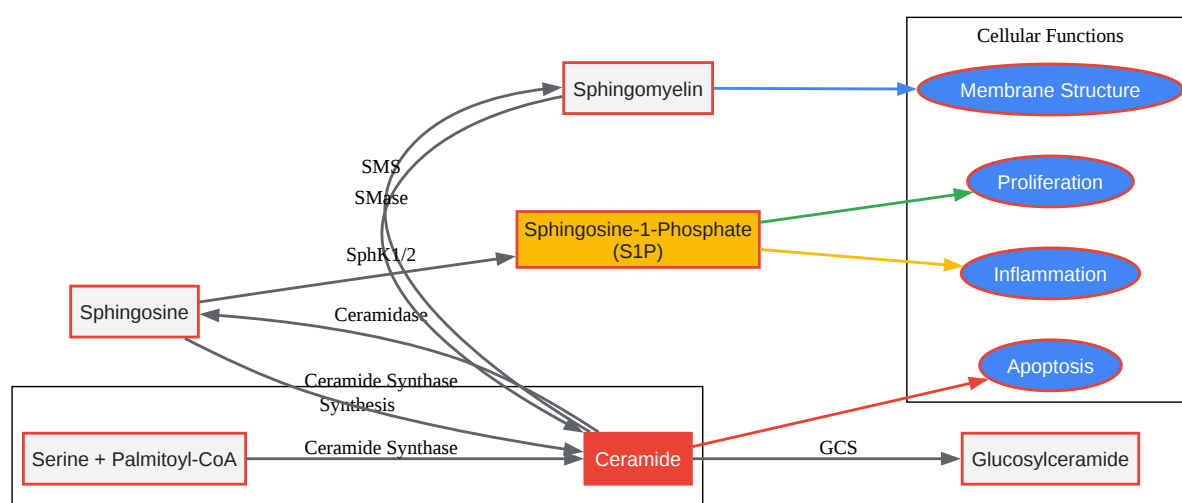 Cellular Functions
Sphingomyelin
Membrane Structure
SMS
SMase
Proliferation
Sphingosine-1-Phosphate
(S1P)
SphK1/2
Inflammation
Sphingosine
Ceramidase
Apoptosis
Ceramide Synthase
Synthesis
Serine + Palmitoyl-CoA
Ceramide Synthase
Ceramide
GCS
Glucosylceramide